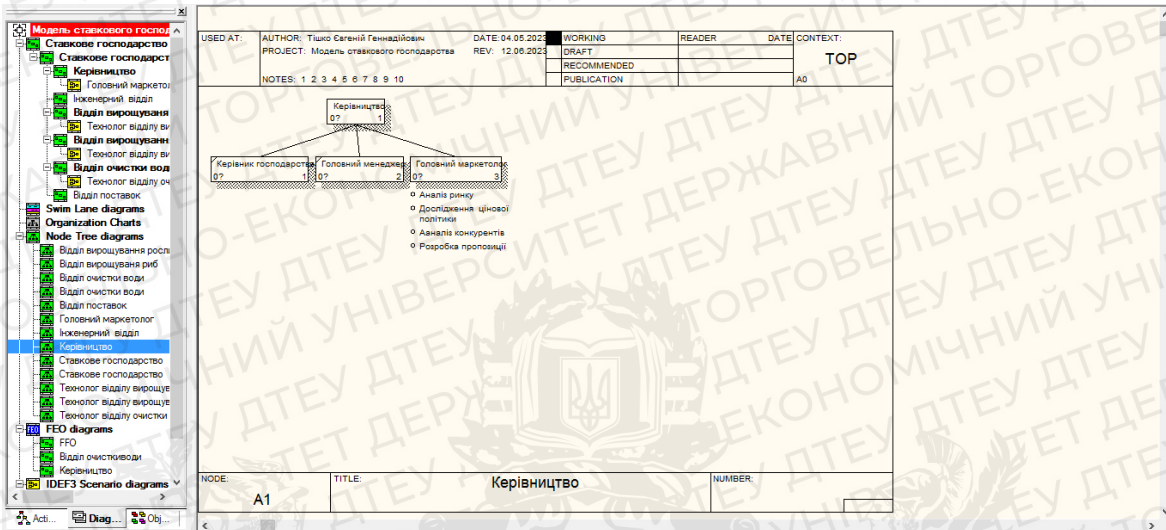 Модель ставкового господ
Ставкове господарство
Ставкове господарст
Керівництво
Головний маркетол
Інженерний відділ
Відділ вирощуваня
Технолог відділу ви
Відділ вирощуванн
Технолог відділу ви
Відділ очистки вод
Технолог відділу оч
Відділ поставок
Swim Lane diagrams
Organization Charts
Node Tree diagrams
Відділ вирощування росли
Відділ вирощуваня риб
Відділ очистки води
Відділ очистки води
Відділ поставок
Головний маркетолог
Інженерний відділ
Керівництво
Ставкове господарство
Ставкове господарство
Технолог відділу вирощуе
Технолог відділу вирощуе
Технолог відділу очистки
FEO diagrams
FFO
Відділ очисткиводи
Керівництво
IDEF3 Scenario diagrams
Acti... Diag... Obj...
USED AT: AUTHOR: Тішко Євгеній Геннадійович DATE: 04.05.2023 WORKING READER DATE CONTEXT:
PROJECT: Модель ставкового господарства REV: 12.06.2023 DRAFT TOP
RECOMMENDED
NOTES: 1 2 3 4 5 6 7 8 9 10 PUBLICATION A0
Керівництво
0? 1
Керівник господарства Головний менеджер Головний маркетолог
0? 1 0? 2 0? 3
Аналіз ринку
Дослідження цінової
політики
Ааналіз конкурентів
Розробка пропозиції
NODE: TITLE: Керівництво NUMBER:
A1